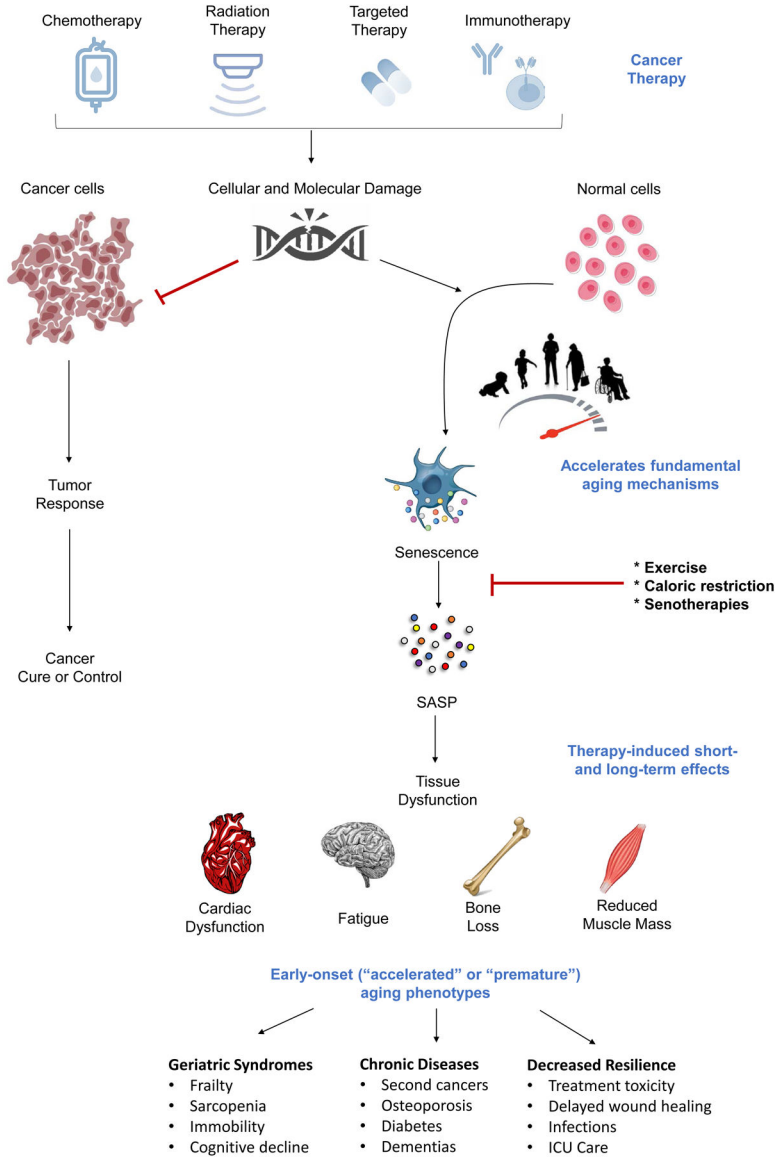 Chemotherapy
Radiation
Therapy
Targeted
Therapy
Immunotherapy
Cancer
Therapy
Cancer cells
Cellular and Molecular Damage
Normal cells
Accelerates fundamental
aging mechanisms
Tumor
Response
Senescence
* Exercise
* Caloric restriction
* Senotherapies
Cancer
Cure or Control
SASP
Therapy-induced short-
and long-term effects
Tissue
Dysfunction
Cardiac
Dysfunction
Fatigue
Bone
Loss
Reduced
Muscle Mass
Early-onset (“accelerated” or “premature”)
aging phenotypes
Geriatric Syndromes
• Frailty
• Sarcopenia
• Immobility
• Cognitive decline
Chronic Diseases
• Second cancers
• Osteoporosis
• Diabetes
• Dementias
Decreased Resilience
• Treatment toxicity
• Delayed wound healing
• Infections
• ICU Care